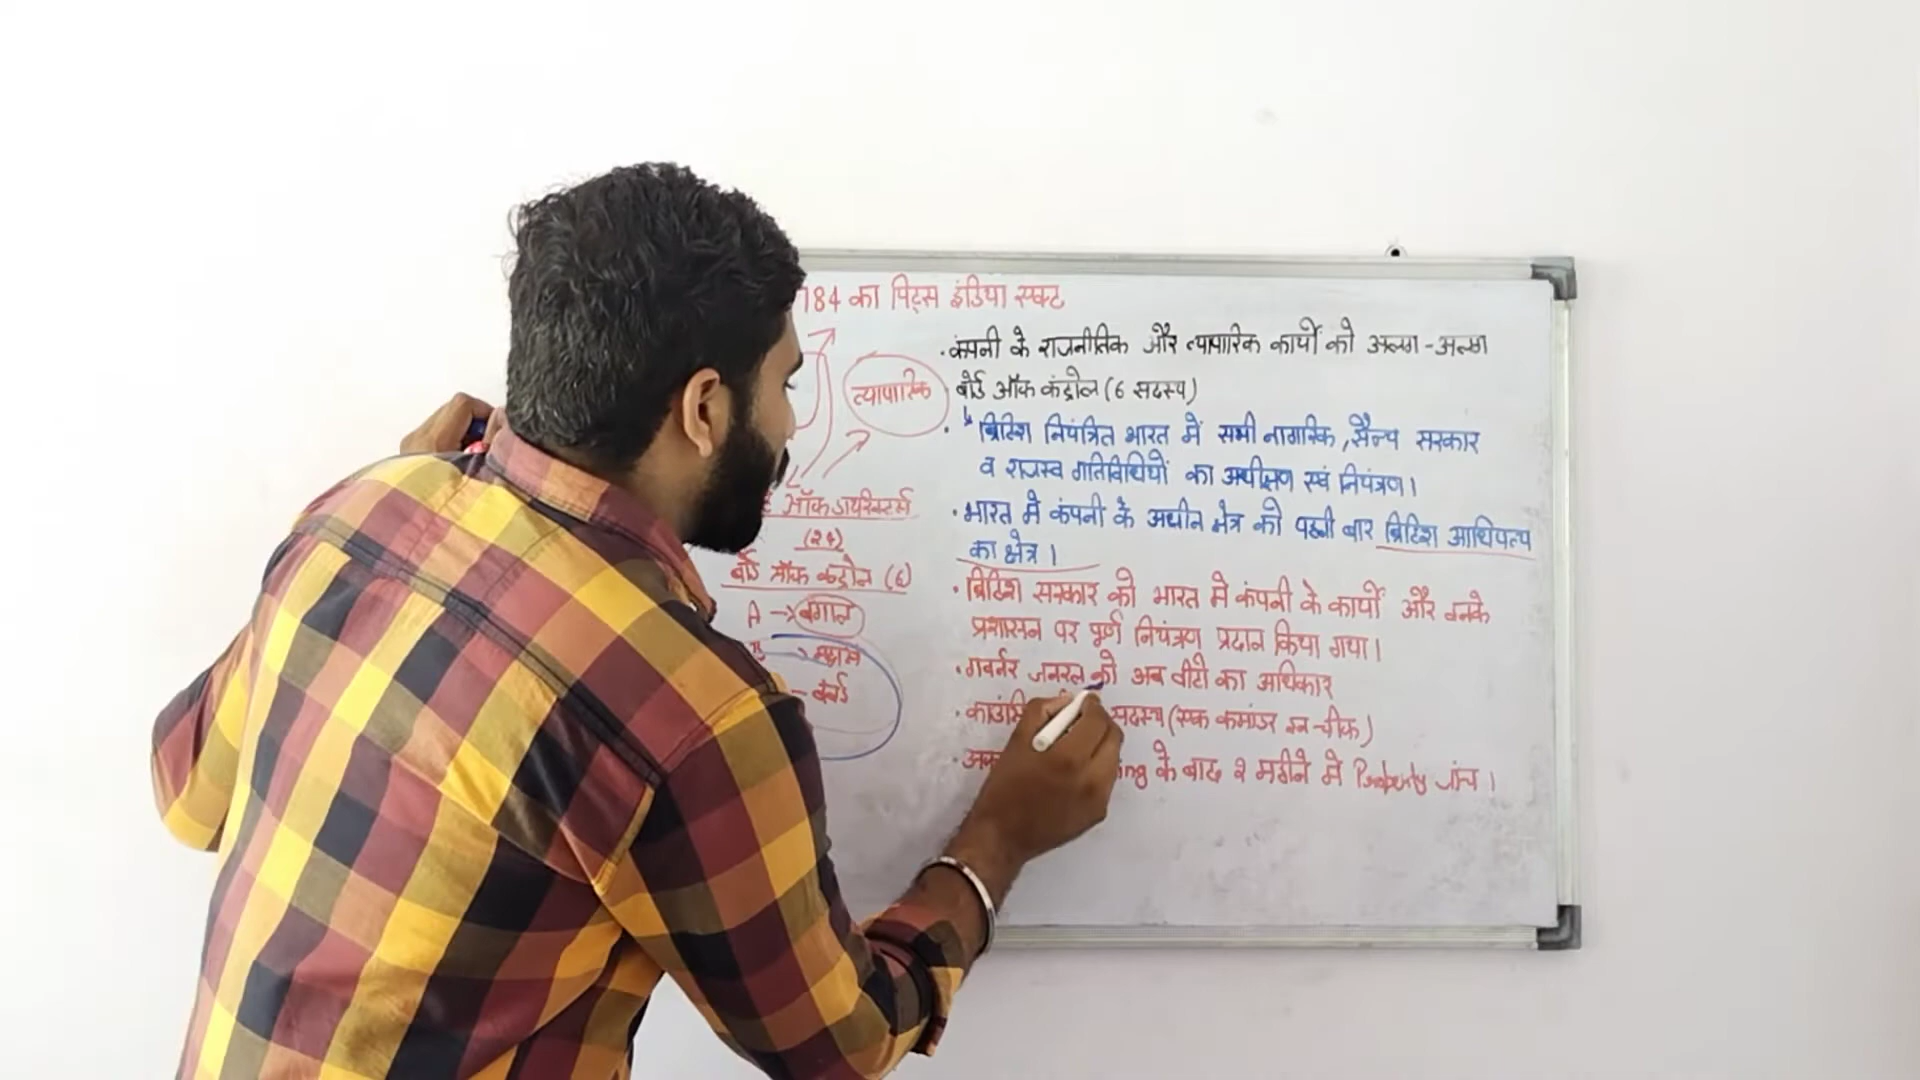 784 का पिट्स इंडिया एक्ट
• कंपनी के राजनीतिक और व्यापारिक कार्यों को अलग-अलग
व्यापारिक
• बोर्ड ऑफ कंट्रोल (6 सदस्य)
• ब्रिटिश नियंत्रित भारत में सभी नागरिक, सैन्य सरकार
व राजस्व गतिविधियों का अधीक्षण एवं नियंत्रण।
ऑफ डायरेक्टर्स
(24)
• भारत में कंपनी के अधीन क्षेत्र को पहली बार ब्रिटिश आधिपत्य
का क्षेत्र।
बोर्ड ऑफ कंट्रोल (6)
A → बंगाल
B → मद्रास
- बंबई
• ब्रिटिश सरकार को भारत में कंपनी के कार्यों और उनके
प्रशासन पर पूर्ण नियंत्रण प्रदान किया गया।
• गवर्नर जनरल को अब वीटो का अधिकार
सदस्य (एक कमांडर इन-चीफ)
ing के बाद 2 महीने में Property जांच।